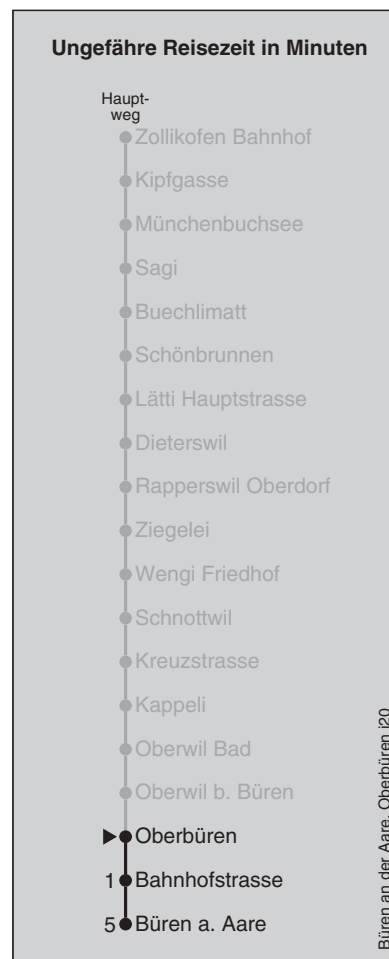 Ungefähre Reisezeit in Minuten
Haupt-
weg
Zollikofen Bahnhof
Kipfgasse
Münchenbuchsee
Sagi
Buechlimatt
Schönbrunnen
Lätti Hauptstrasse
Dieterswil
Rapperswil Oberdorf
Ziegelei
Wengi Friedhof
Schnottwil
Kreuzstrasse
Kappeli
Oberwil Bad
Oberwil b. Büren
Oberbüren
1 Bahnhofstrasse
5 Büren a. Aare
Büren an der Aare, Oberbüren j20